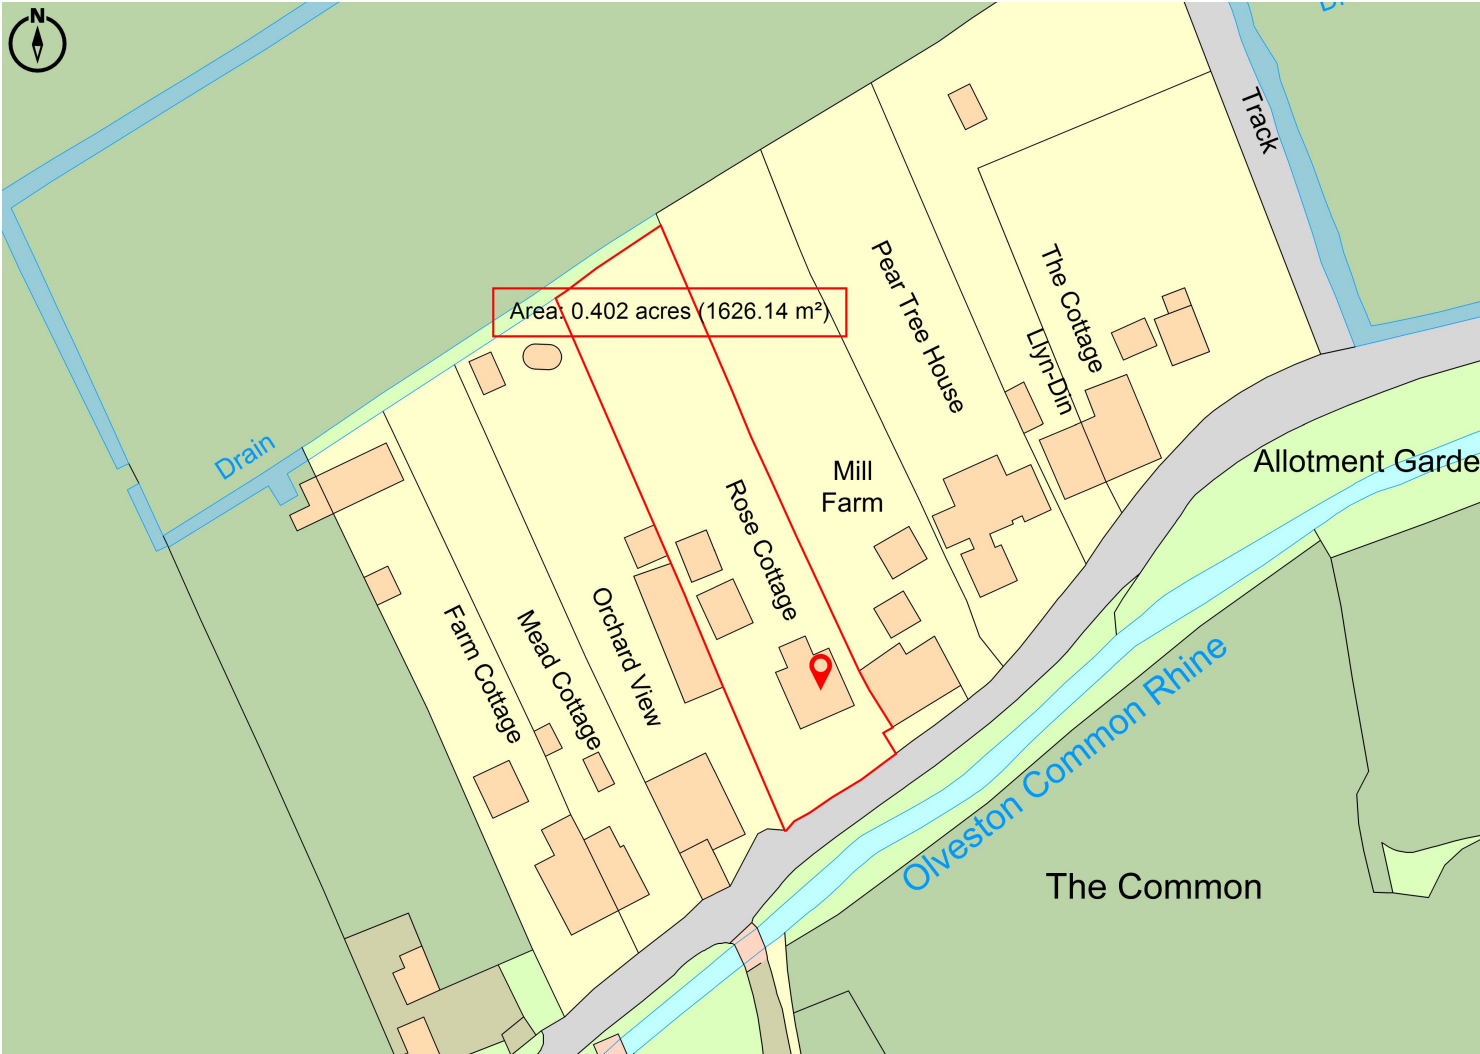 N
Track
Area: 0.402 acres (1626.14 m²)
Pear Tree House
The Cottage
Llyn-Din
Drain
Allotment Garde
Mill
Farm
Rose Cottage
Orchard View
Mead Cottage
Farm Cottage
Olveston Common Rhine
The Common